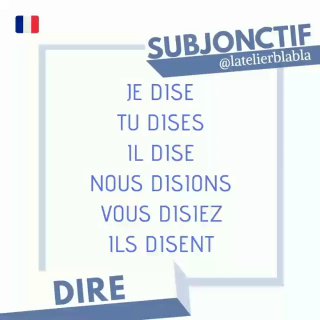 SUBJONCTIF
@latelierblabla
JE DISE
TU DISES
IL DISE
NOUS DISIONS
VOUS DISIEZ
ILS DISENT
DIRE